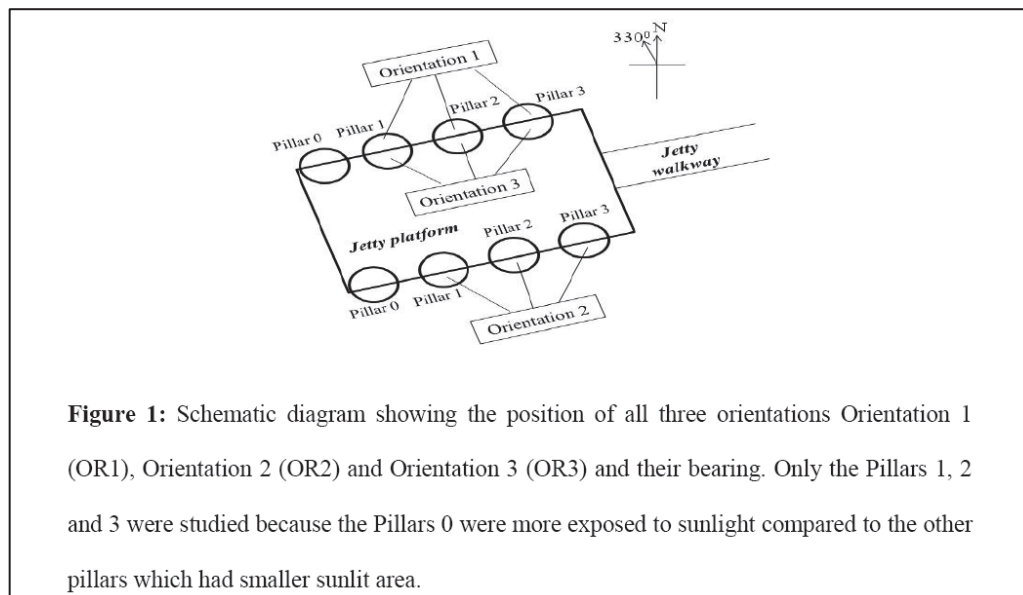 330⁰ N
Orientation 1
Pillar 3
Pillar 2
Pillar 1
Pillar 0
Jetty
walkway
Orientation 3
Pillar 3
Pillar 2
Jetty platform
Pillar 1
Pillar 0
Orientation 2
Figure 1: Schematic diagram showing the position of all three orientations Orientation 1
(OR1), Orientation 2 (OR2) and Orientation 3 (OR3) and their bearing. Only the Pillars 1, 2
and 3 were studied because the Pillars 0 were more exposed to sunlight compared to the other
pillars which had smaller sunlit area.